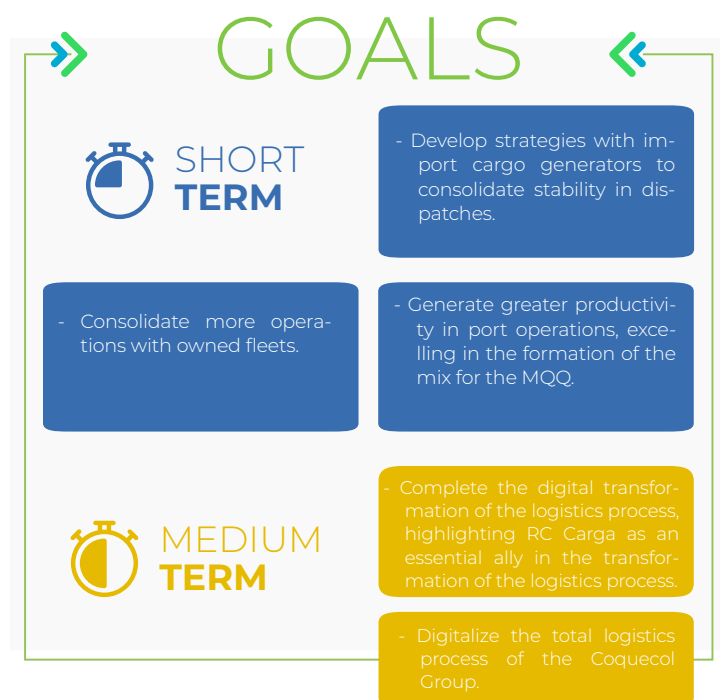 GOALS
SHORT
TERM
- Develop strategies with im-
port cargo generators to
consolidate stability in dis-
patches.
- Consolidate more opera-
tions with owned fleets.
- Generate greater productivi-
ty in port operations, exce-
lling in the formation of the
mix for the MQQ.
MEDIUM
TERM
- Complete the digital transfor-
mation of the logistics process,
highlighting RC Carga as an
essential ally in the transfor-
mation of the logistics process.
- Digitalize the total logistics
process of the Coquecol
Group.